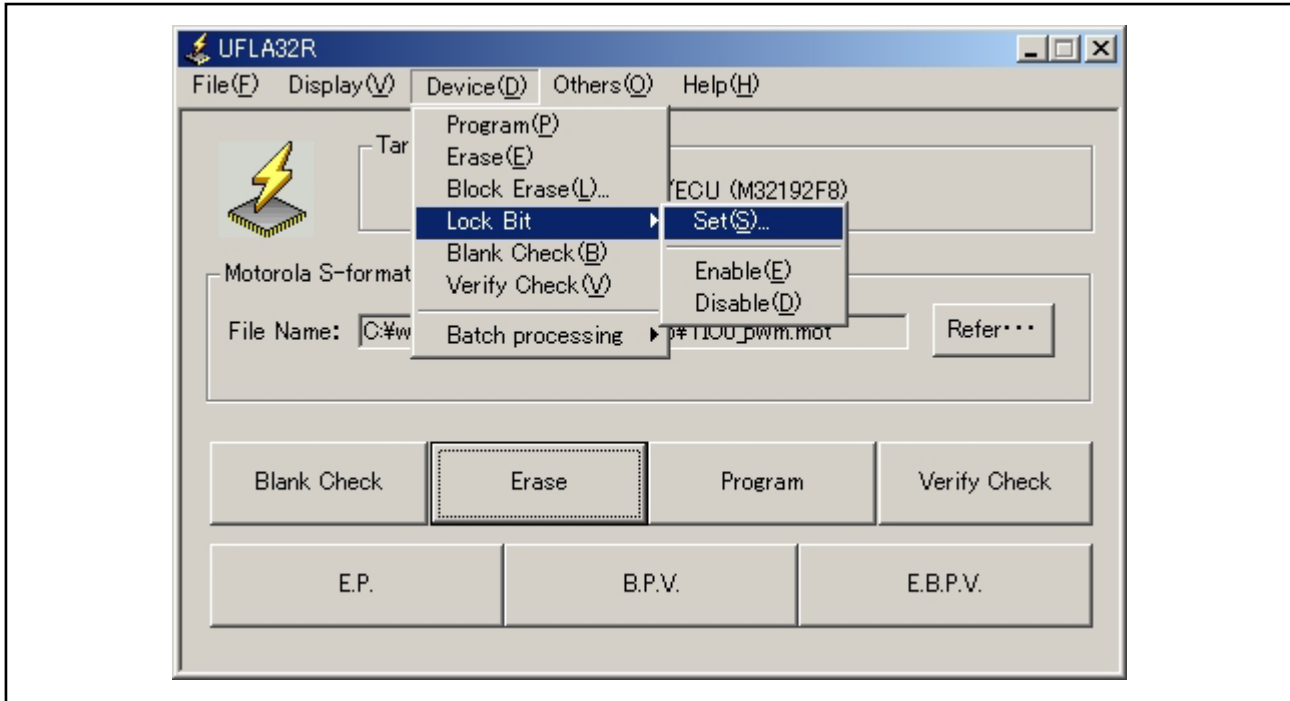 UFLA32R
File(F) Display(V) Device(D) Others(O) Help(H)
Program(P)
Erase(E)
Block Erase(L)...
Lock Bit
Blank Check(B)
Verify Check(V)
Batch processing
Set(S)...
Enable(E)
Disable(D)
Tar
/ECU (M32192F8)
Motorola S-format
File Name: C:¥w ¥TIO0_pwm.mot Refer・・・
Blank Check Erase Program Verify Check
E.P. B.P.V. E.B.P.V.